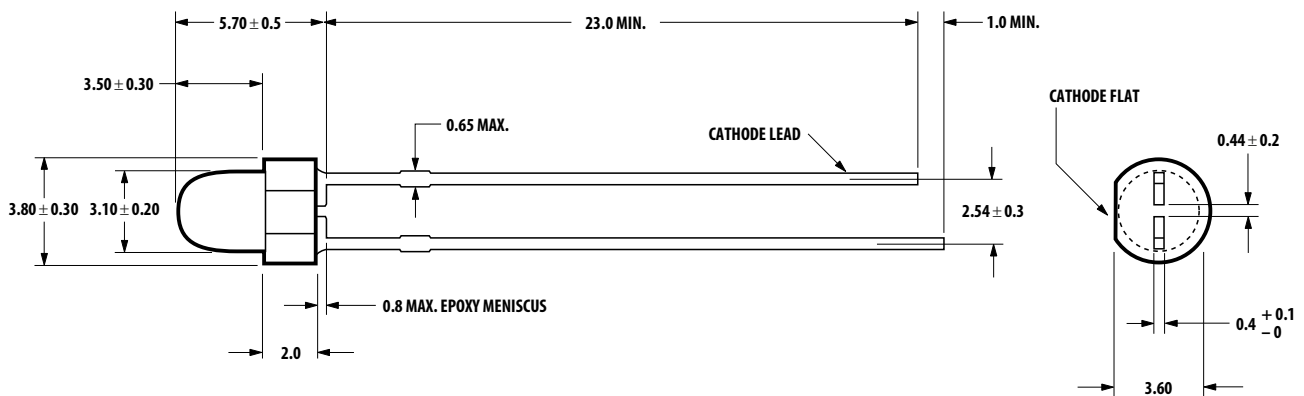 5.70 ± 0.5
23.0 MIN.
1.0 MIN.
3.50 ± 0.30
CATHODE FLAT
0.65 MAX.
CATHODE LEAD
0.44 ± 0.2
3.80 ± 0.30
3.10 ± 0.20
2.54 ± 0.3
0.8 MAX. EPOXY MENISCUS
0.4 + 0.1
– 0
2.0
3.60